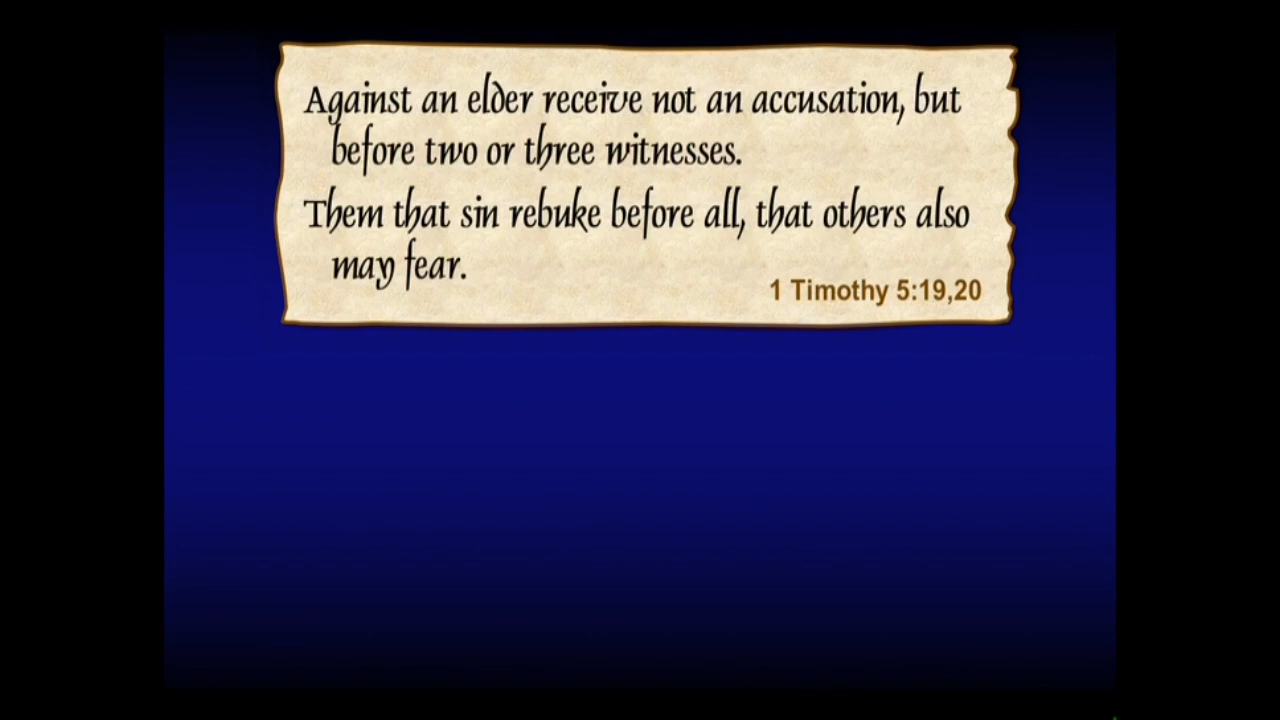 Against an elder receive not an accusation, but
before two or three witnesses.
Them that sin rebuke before all, that others also
may fear.
1 Timothy 5:19,20